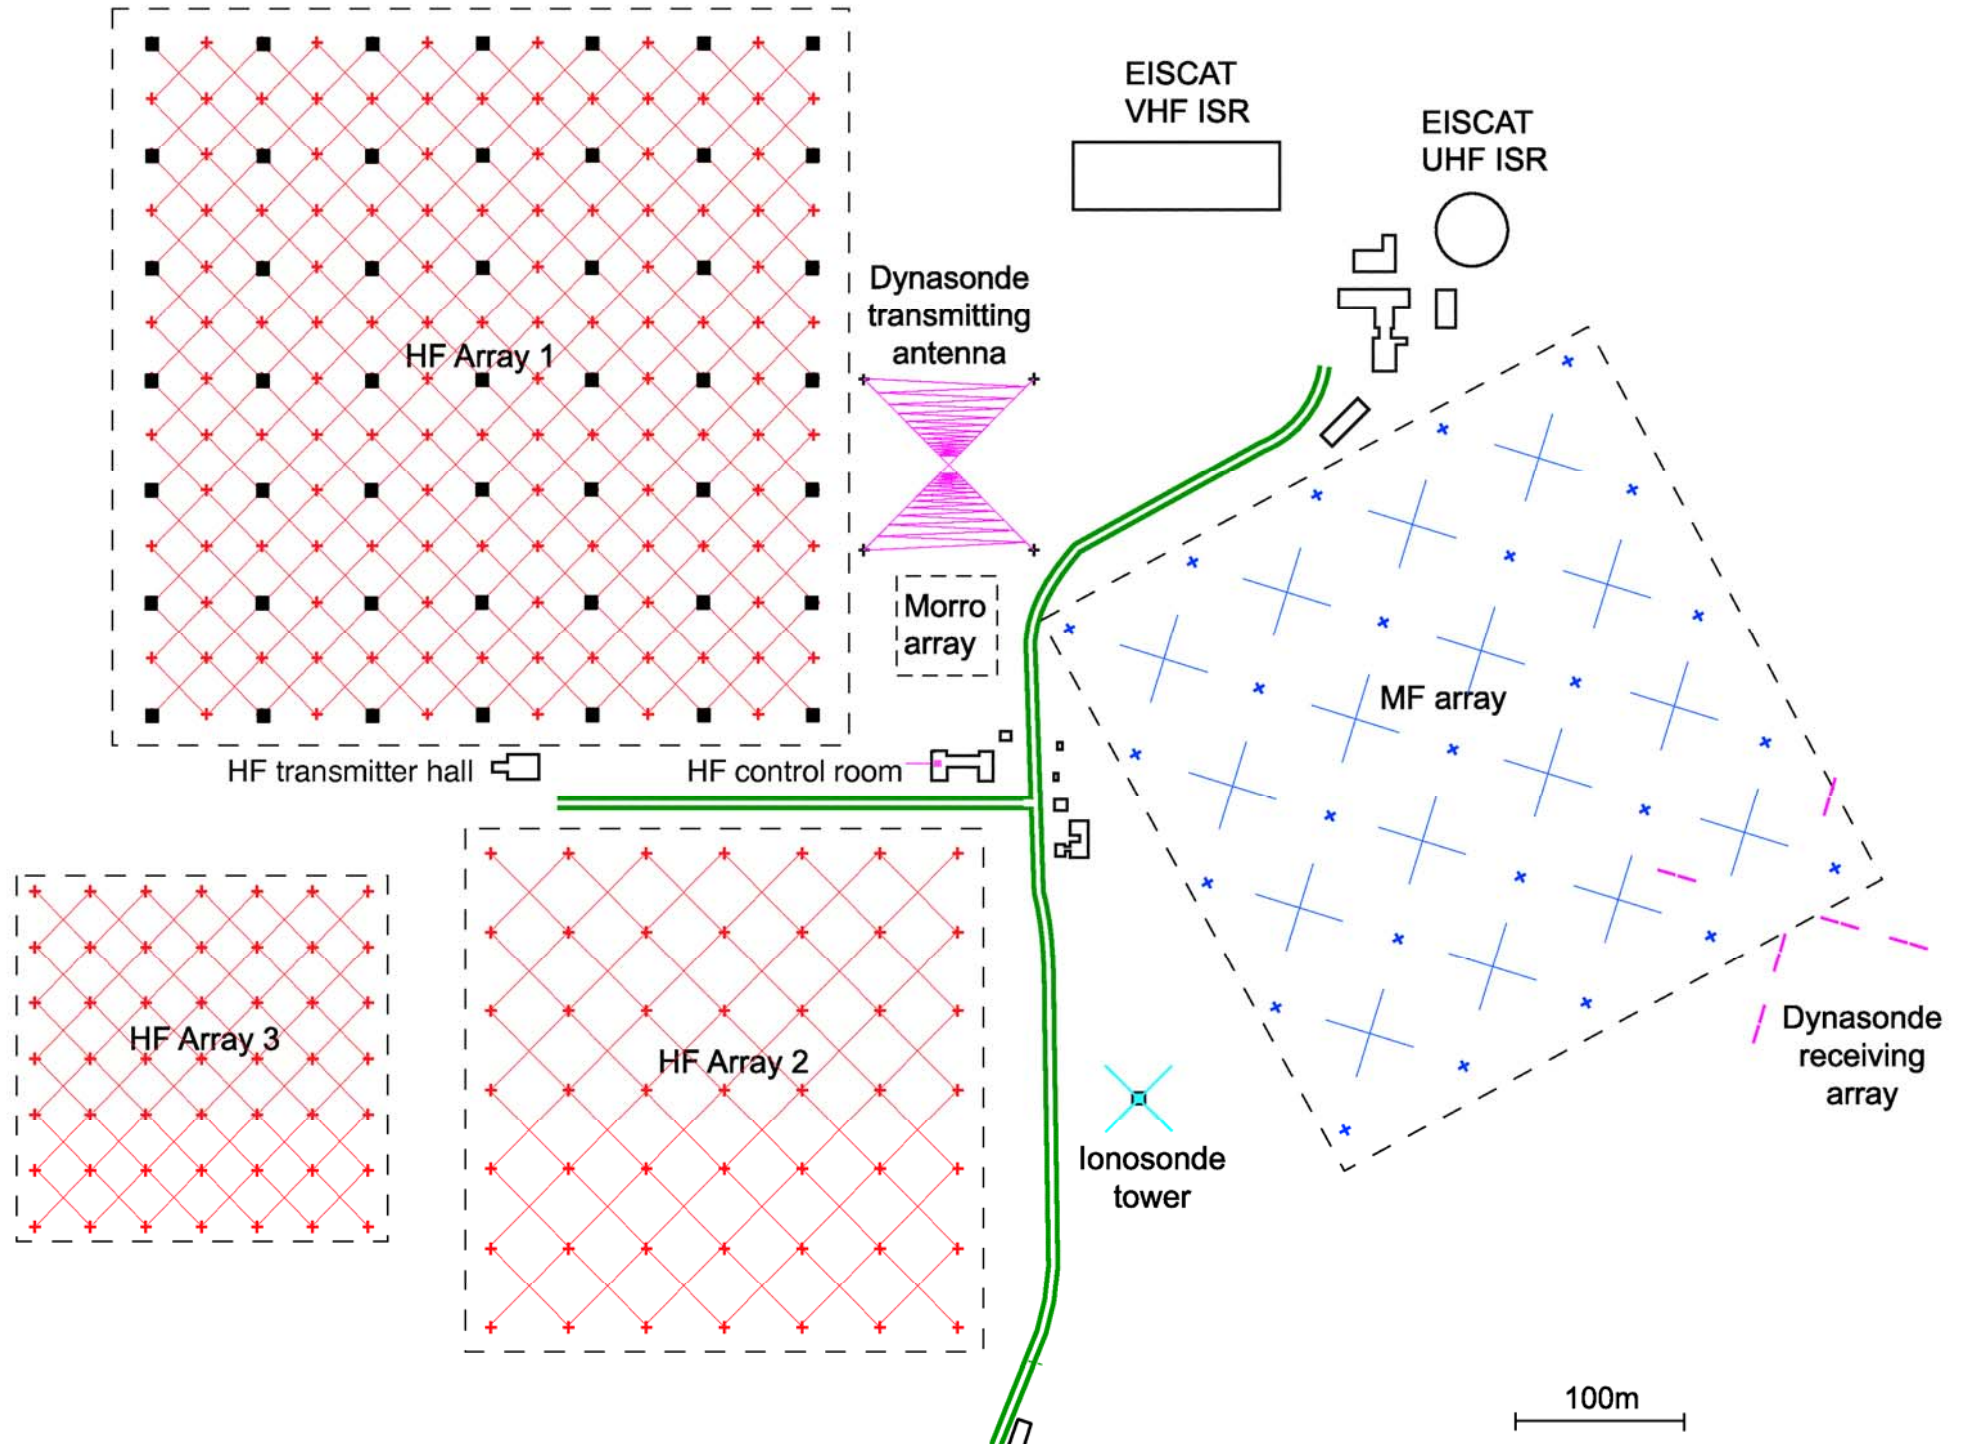 EISCAT
VHF ISR
EISCAT
UHF ISR
Dynasonde
transmitting
antenna
HF Array 1
Morro
array
MF array
HF transmitter hall
HF control room
HF Array 3
HF Array 2
Dynasonde
receiving
array
Ionosonde
tower
100m